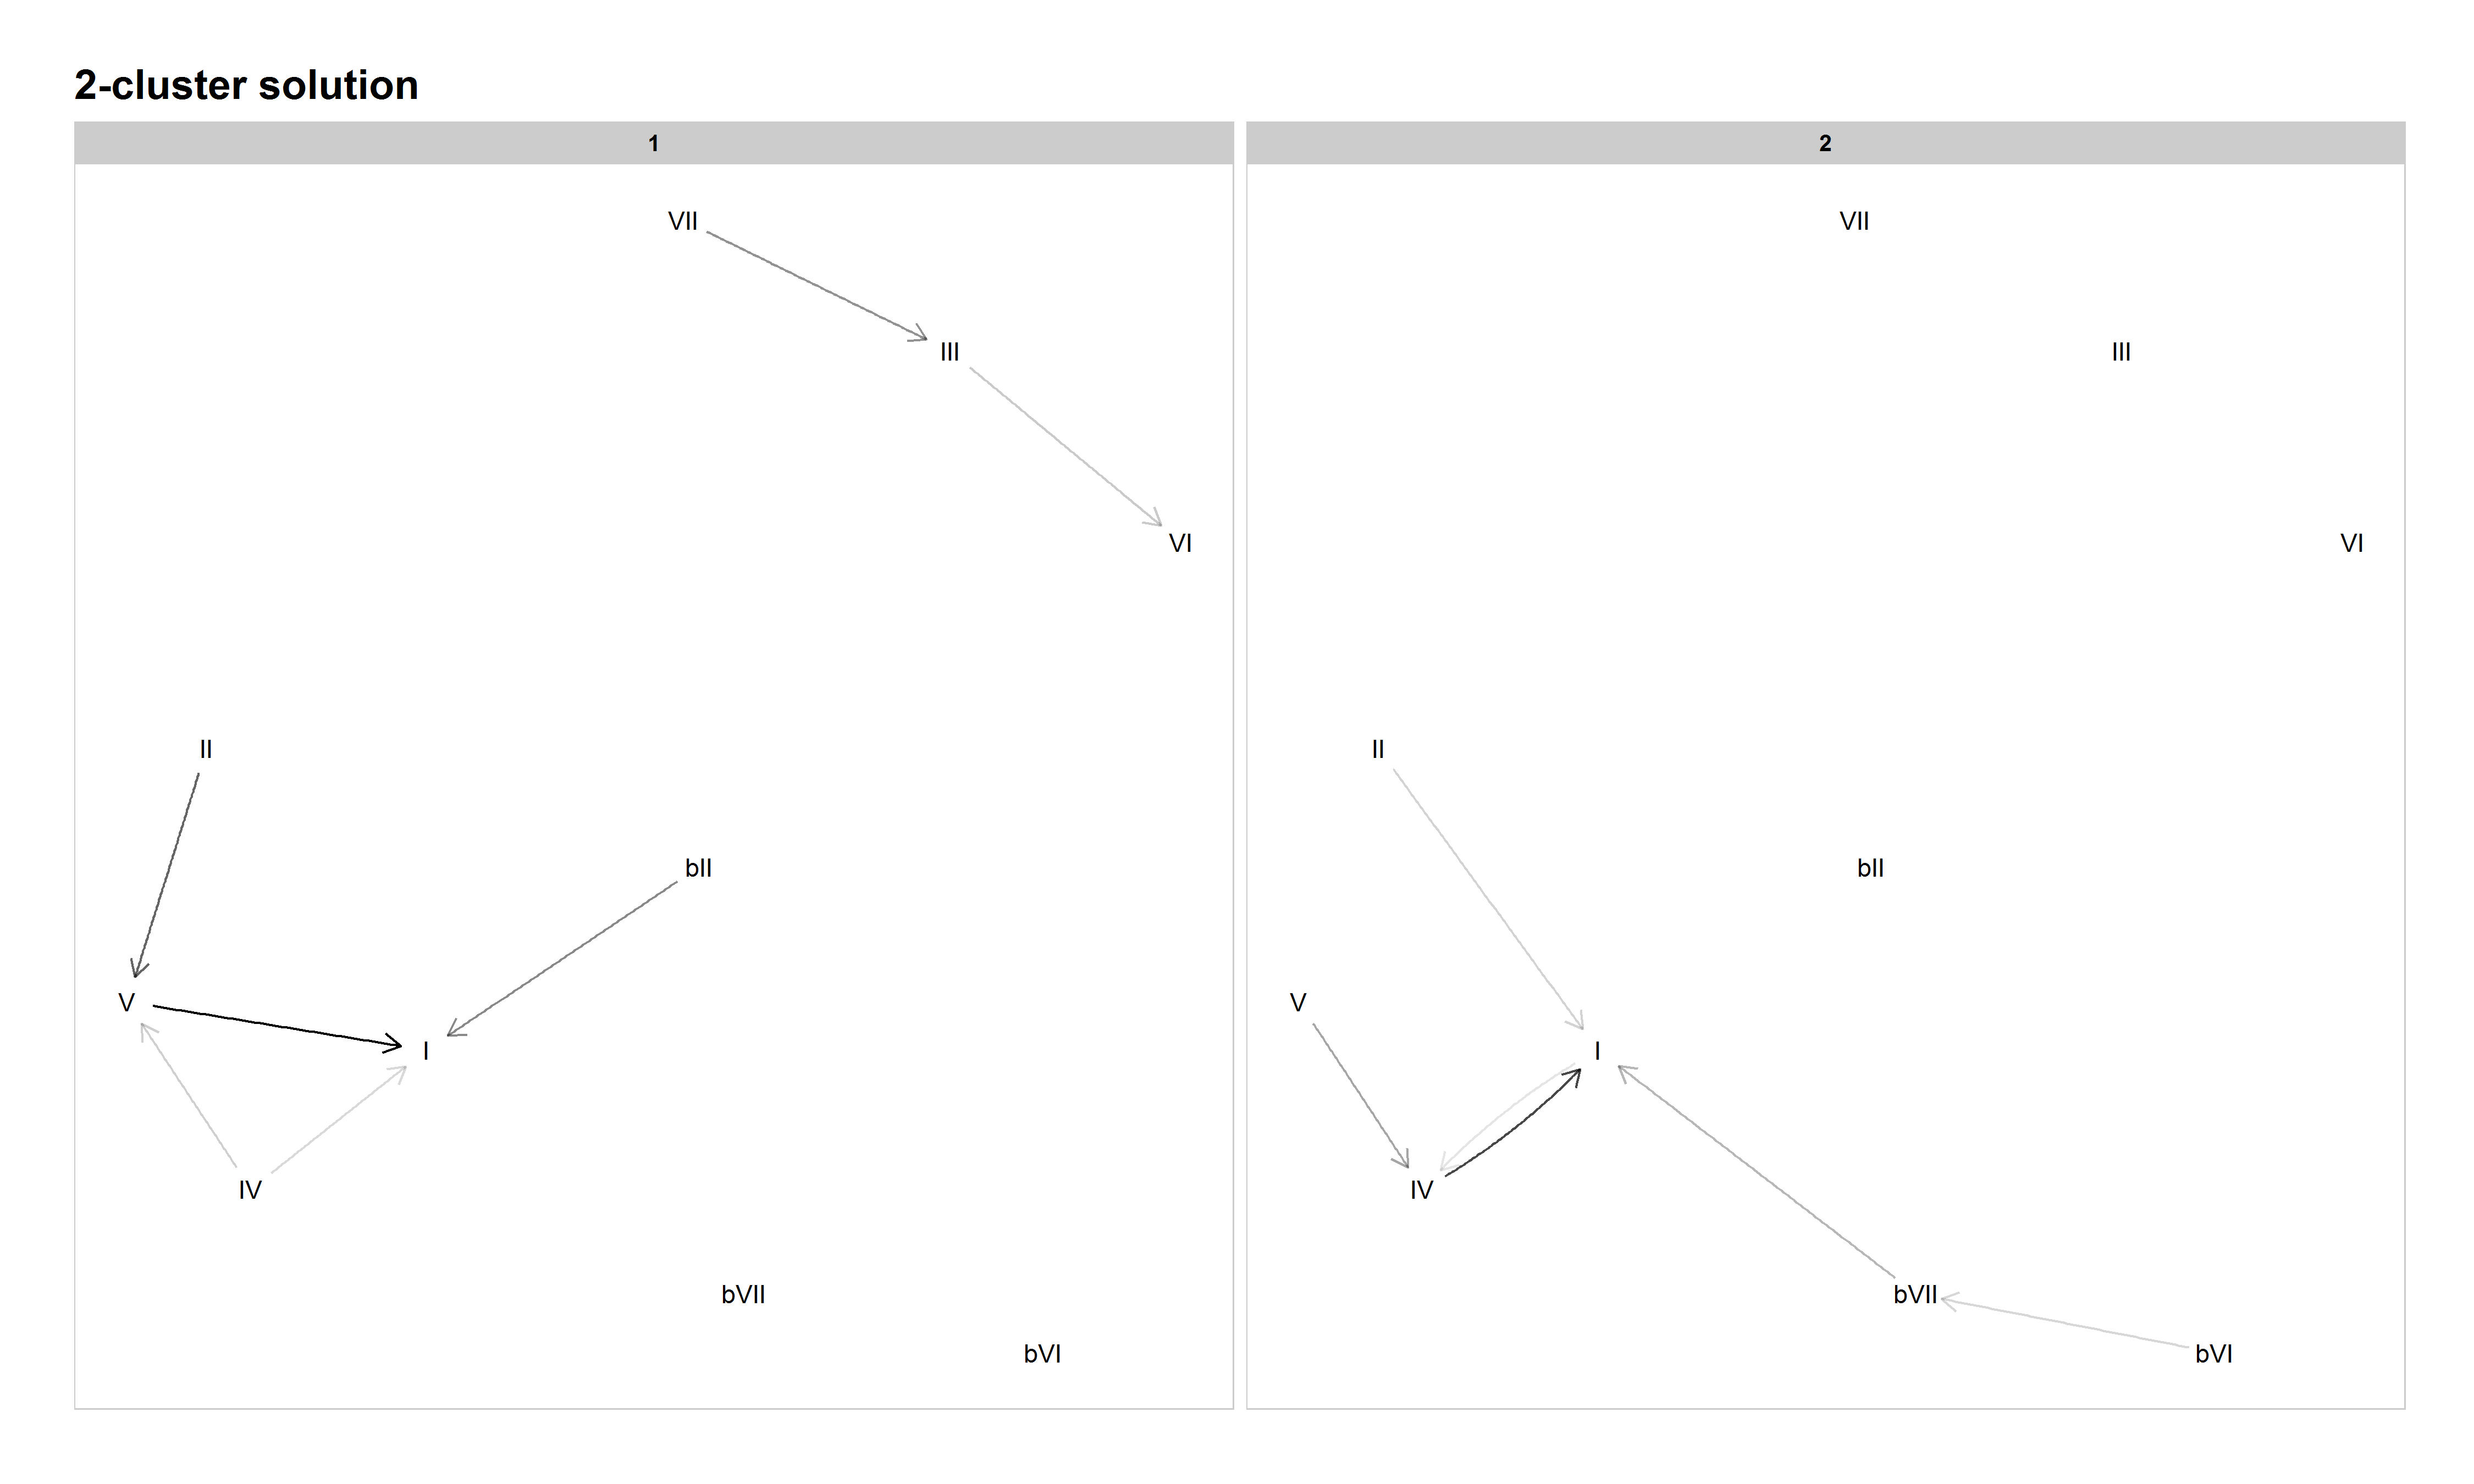 2-cluster solution
1
VII
III
VI
II
bII
V
I
IV
bVII
bVI
2
VII
III
VI
II
bII
V
I
IV
bVII
bVI